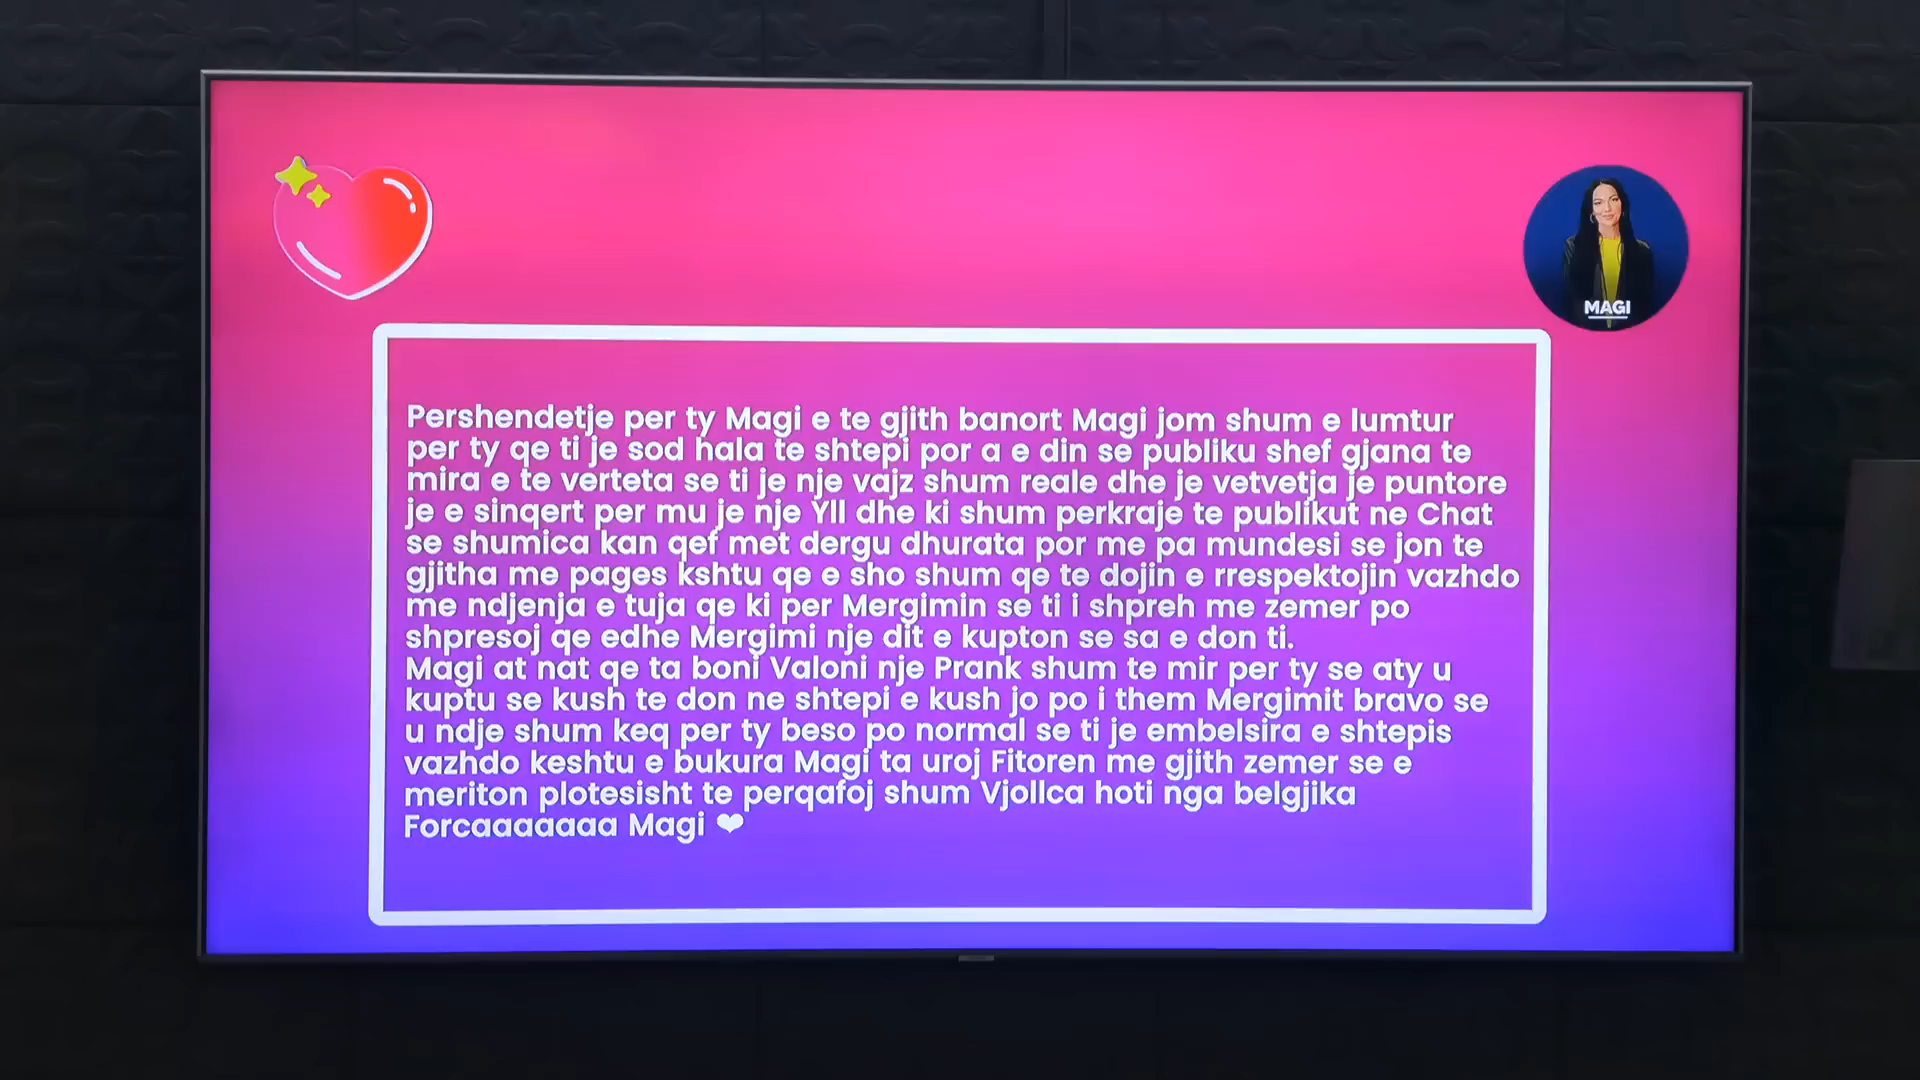 MAGI
Pershendetje per ty Magi e te gjith banort Magi jom shum e lumtur
per ty qe ti je sod hala te shtepi por a e din se publiku shef gjana te
mira e te verteta se ti je nje vajz shum reale dhe je vetvetja je puntore
je e sinqert per mu je nje Yll dhe ki shum perkraje te publikut ne Chat
se shumica kan qef met dergu dhurata por me pa mundesi se jon te
gjitha me pages kshtu qe e sho shum qe te dojin e rrespektojin vazhdo
me ndjenja e tuja qe ki per Mergimin se ti i shpreh me zemer po
shpresoj qe edhe Mergimi nje dit e kupton se sa e don ti.
Magi at nat qe ta boni Valoni nje Prank shum te mir per ty se aty u
kuptu se kush te don ne shtepi e kush jo po i them Mergimit bravo se
u ndje shum keq per ty beso po normal se ti je embelsira e shtepis
vazhdo keshtu e bukura Magi ta uroj Fitoren me gjith zemer se e
meriton plotesisht te perqafoj shum Vjollca hoti nga belgjika
Forcaaaaaaa Magi ❤